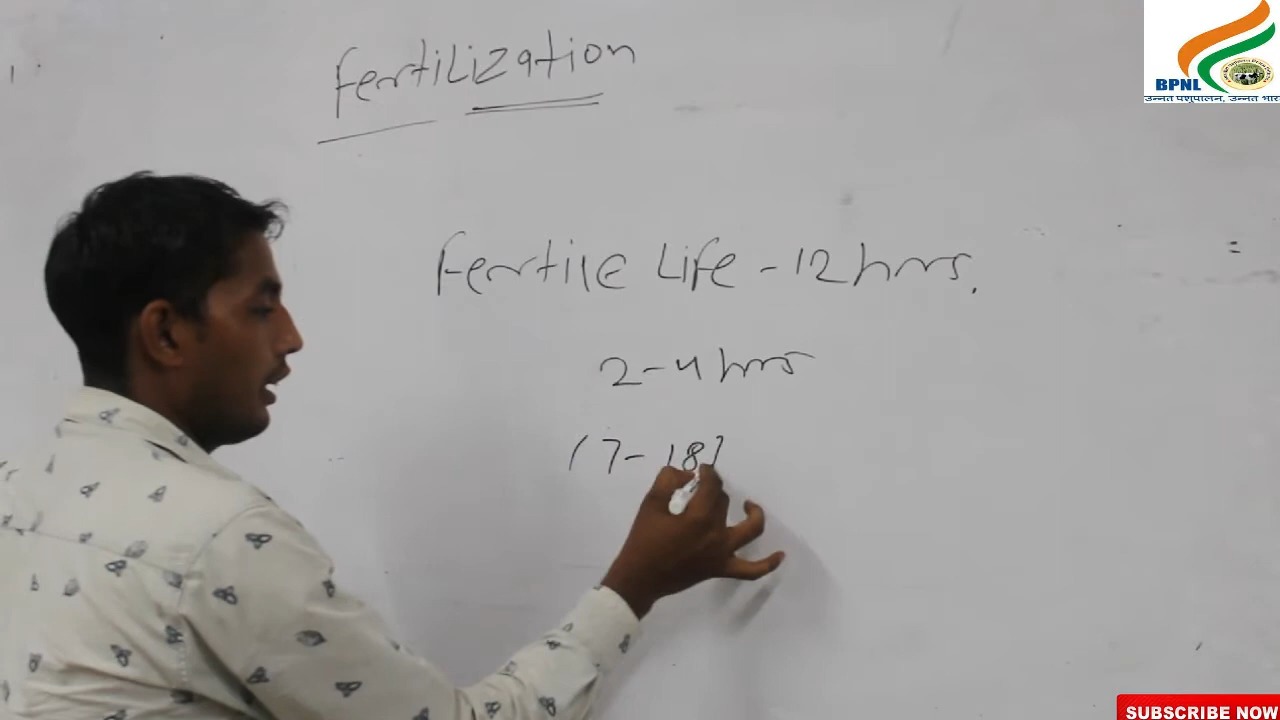 Fertilization
BPNL
उन्नत पशुपालन, उन्नत भार
Fertile Life - 12 hrs.
2-4 hrs
(7-18)
SUBSCRIBE NOW